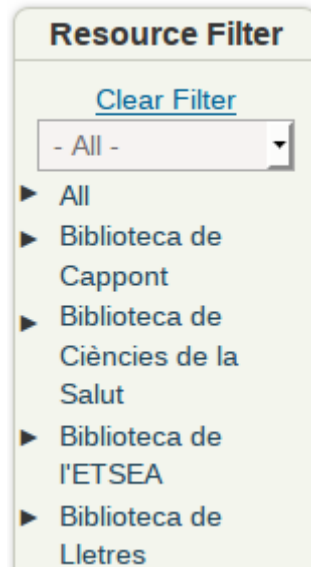 Resource Filter
Clear Filter
- All -
All
Biblioteca de
Cappont
Biblioteca de
Ciències de la
Salut
Biblioteca de
l'ETSEA
Biblioteca de
Lletres